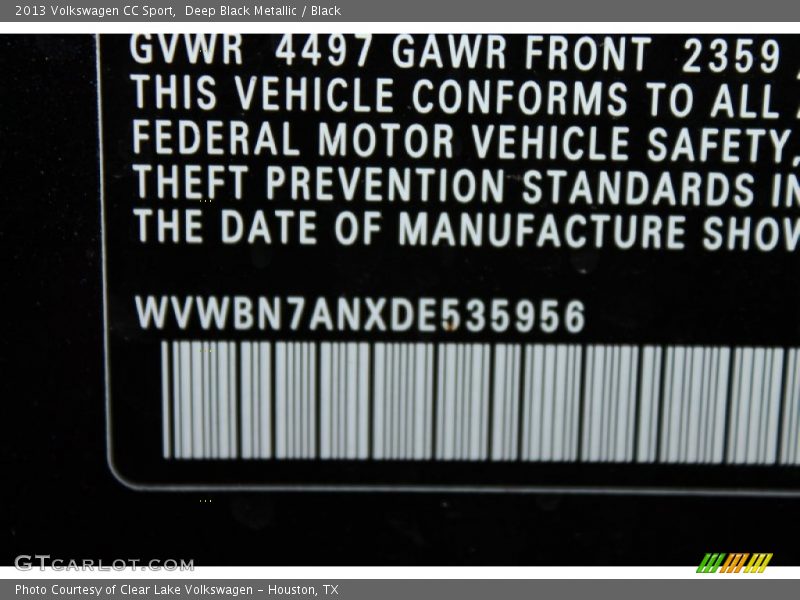 2013 Volkswagen CC Sport,  Deep Black Metallic / Black
GVWR 4497 GAWR FRONT 2359
THIS VEHICLE CONFORMS TO ALL
FEDERAL MOTOR VEHICLE SAFETY,
THEFT PREVENTION STANDARDS IN
THE DATE OF MANUFACTURE SHOW
WVWBN7ANXDE535956
GTCARLOT.COM
Photo Courtesy of Clear Lake Volkswagen - Houston, TX